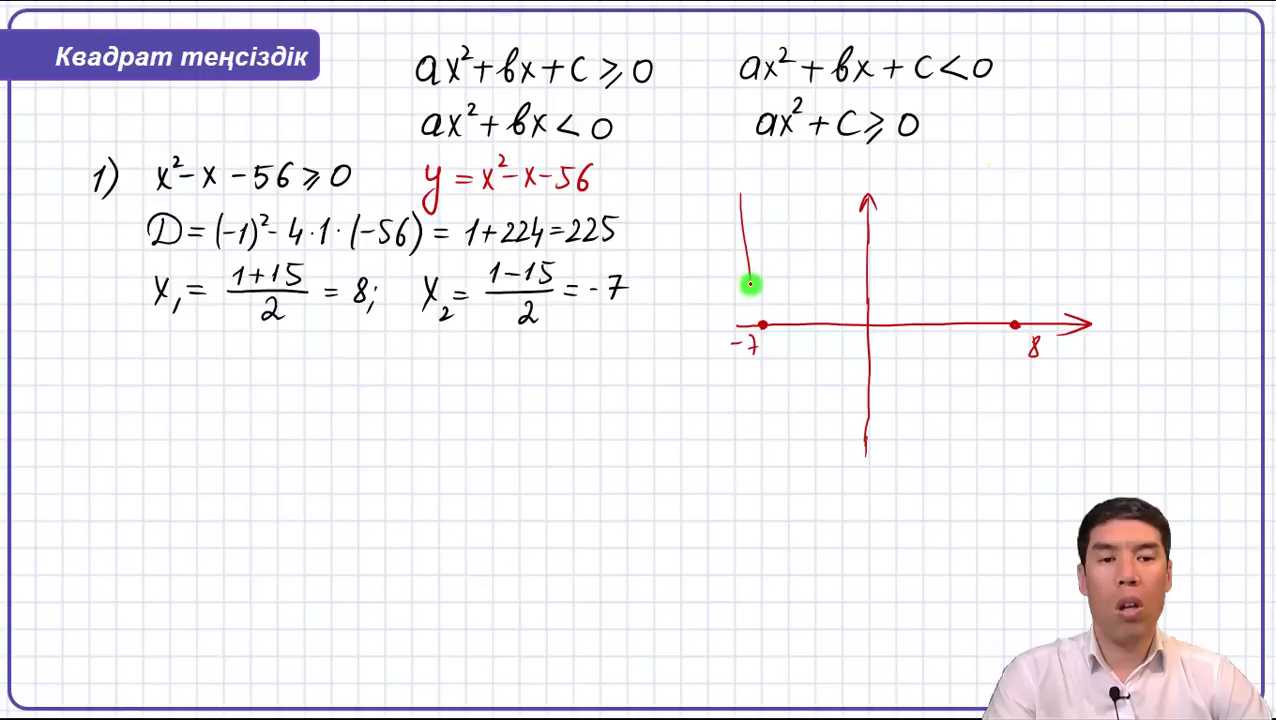 Квадрат теңсіздік
ax²+bx+c⩾0
ax²+bx+c<0
ax²+bx<0
ax²+c⩾0
1) x²-x-56⩾0 y=x²-x-56
D=(-1)²-4·1·(-56)=1+224=225
x₁=(1+15)/2=8; x₂=(1-15)/2=-7
-7
8